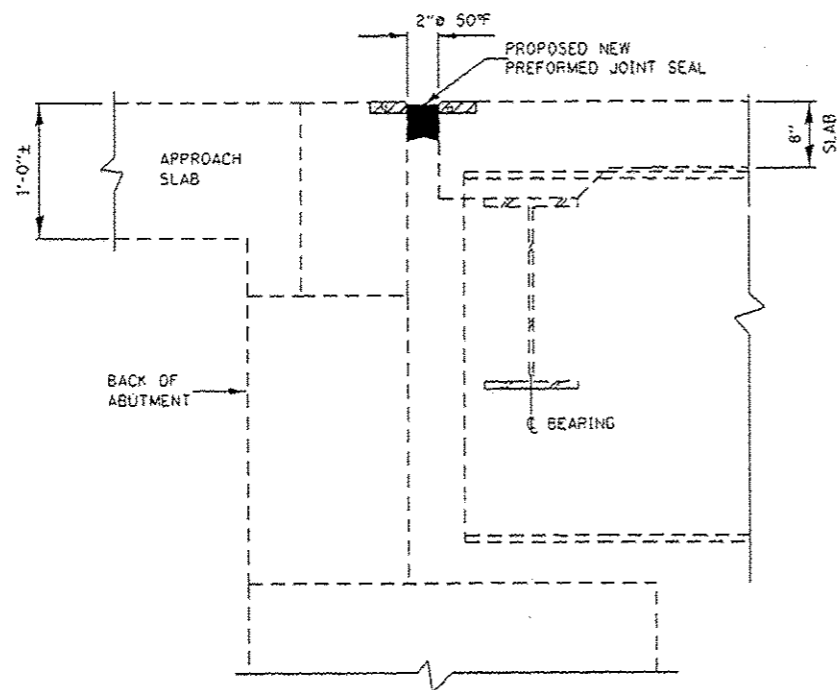 2"@ 50°F
PROPOSED NEW
PREFORMED JOINT SEAL
1'-0"±
APPROACH
SLAB
8"
SLAB
BACK OF
ABUTMENT
℄ BEARING